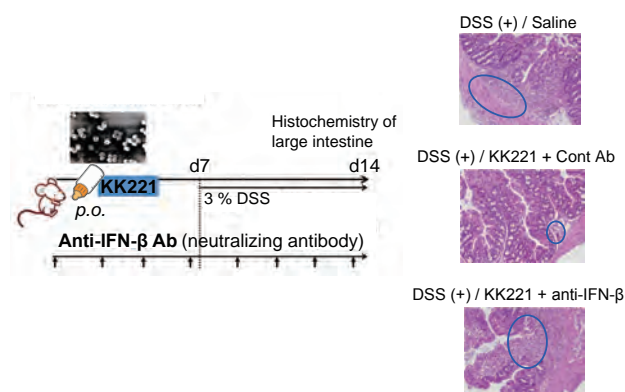 DSS (+) / Saline
Histochemistry of
large intestine
d7
d14
DSS (+) / KK221 + Cont Ab
KK221
3 % DSS
p.o.
Anti-IFN-β Ab (neutralizing antibody)
DSS (+) / KK221 + anti-IFN-β